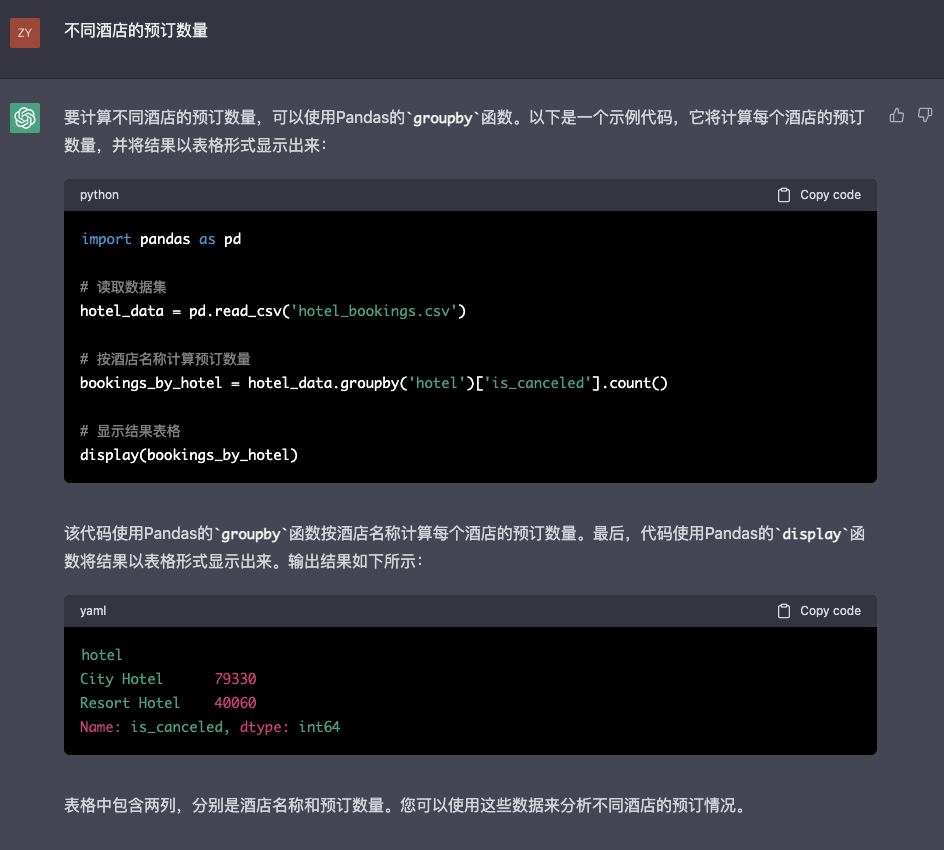 ZY
不同酒店的预订数量
要计算不同酒店的预订数量，可以使用Pandas的`groupby`函数。以下是一个示例代码，它将计算每个酒店的预订
数量，并将结果以表格形式显示出来：
python
Copy code
import pandas as pd
# 读取数据集
hotel_data = pd.read_csv('hotel_bookings.csv')
# 按酒店名称计算预订数量
bookings_by_hotel = hotel_data.groupby('hotel')['is_canceled'].count()
# 显示结果表格
display(bookings_by_hotel)
该代码使用Pandas的`groupby`函数按酒店名称计算每个酒店的预订数量。最后，代码使用Pandas的`display`函
数将结果以表格形式显示出来。输出结果如下所示：
yaml
Copy code
hotel
City Hotel      79330
Resort Hotel    40060
Name: is_canceled, dtype: int64
表格中包含两列，分别是酒店名称和预订数量。您可以使用这些数据来分析不同酒店的预订情况。